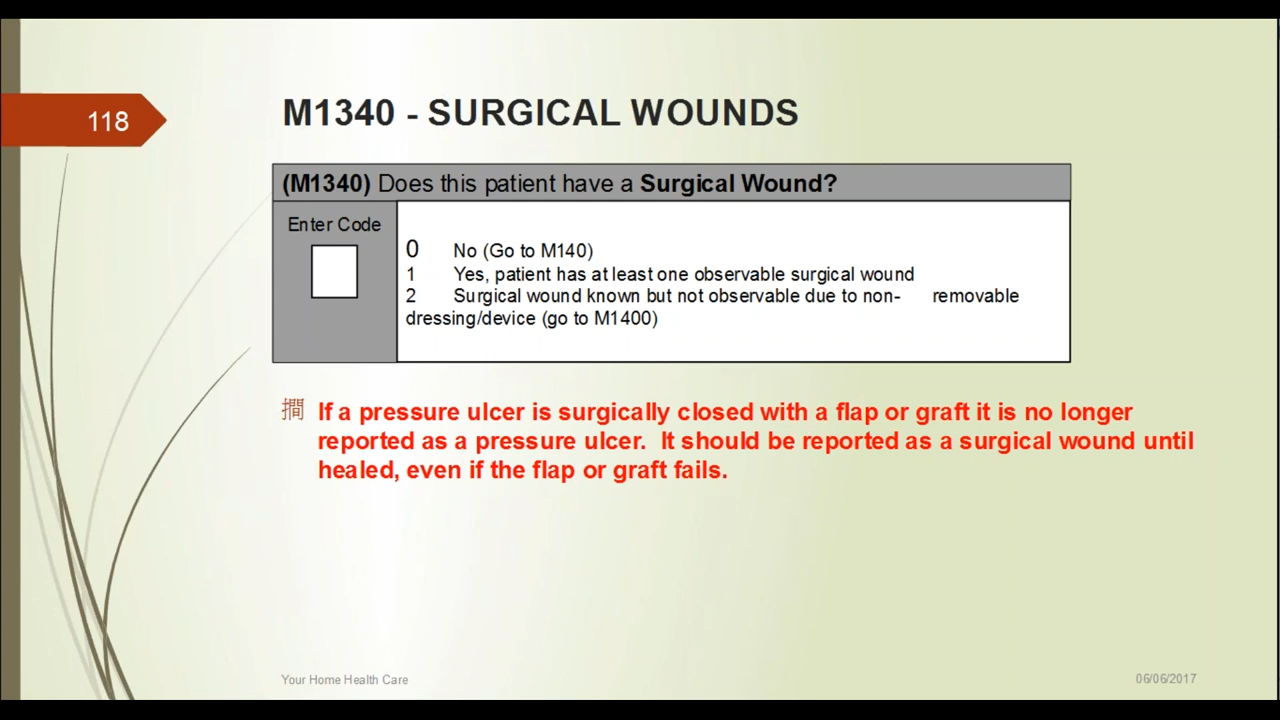 118
M1340 - SURGICAL WOUNDS
(M1340) Does this patient have a Surgical Wound?
Enter Code
0 No (Go to M140)
1 Yes, patient has at least one observable surgical wound
2 Surgical wound known but not observable due to non- removable
dressing/device (go to M1400)
撊 If a pressure ulcer is surgically closed with a flap or graft it is no longer
reported as a pressure ulcer. It should be reported as a surgical wound until
healed, even if the flap or graft fails.
Your Home Health Care
06/06/2017